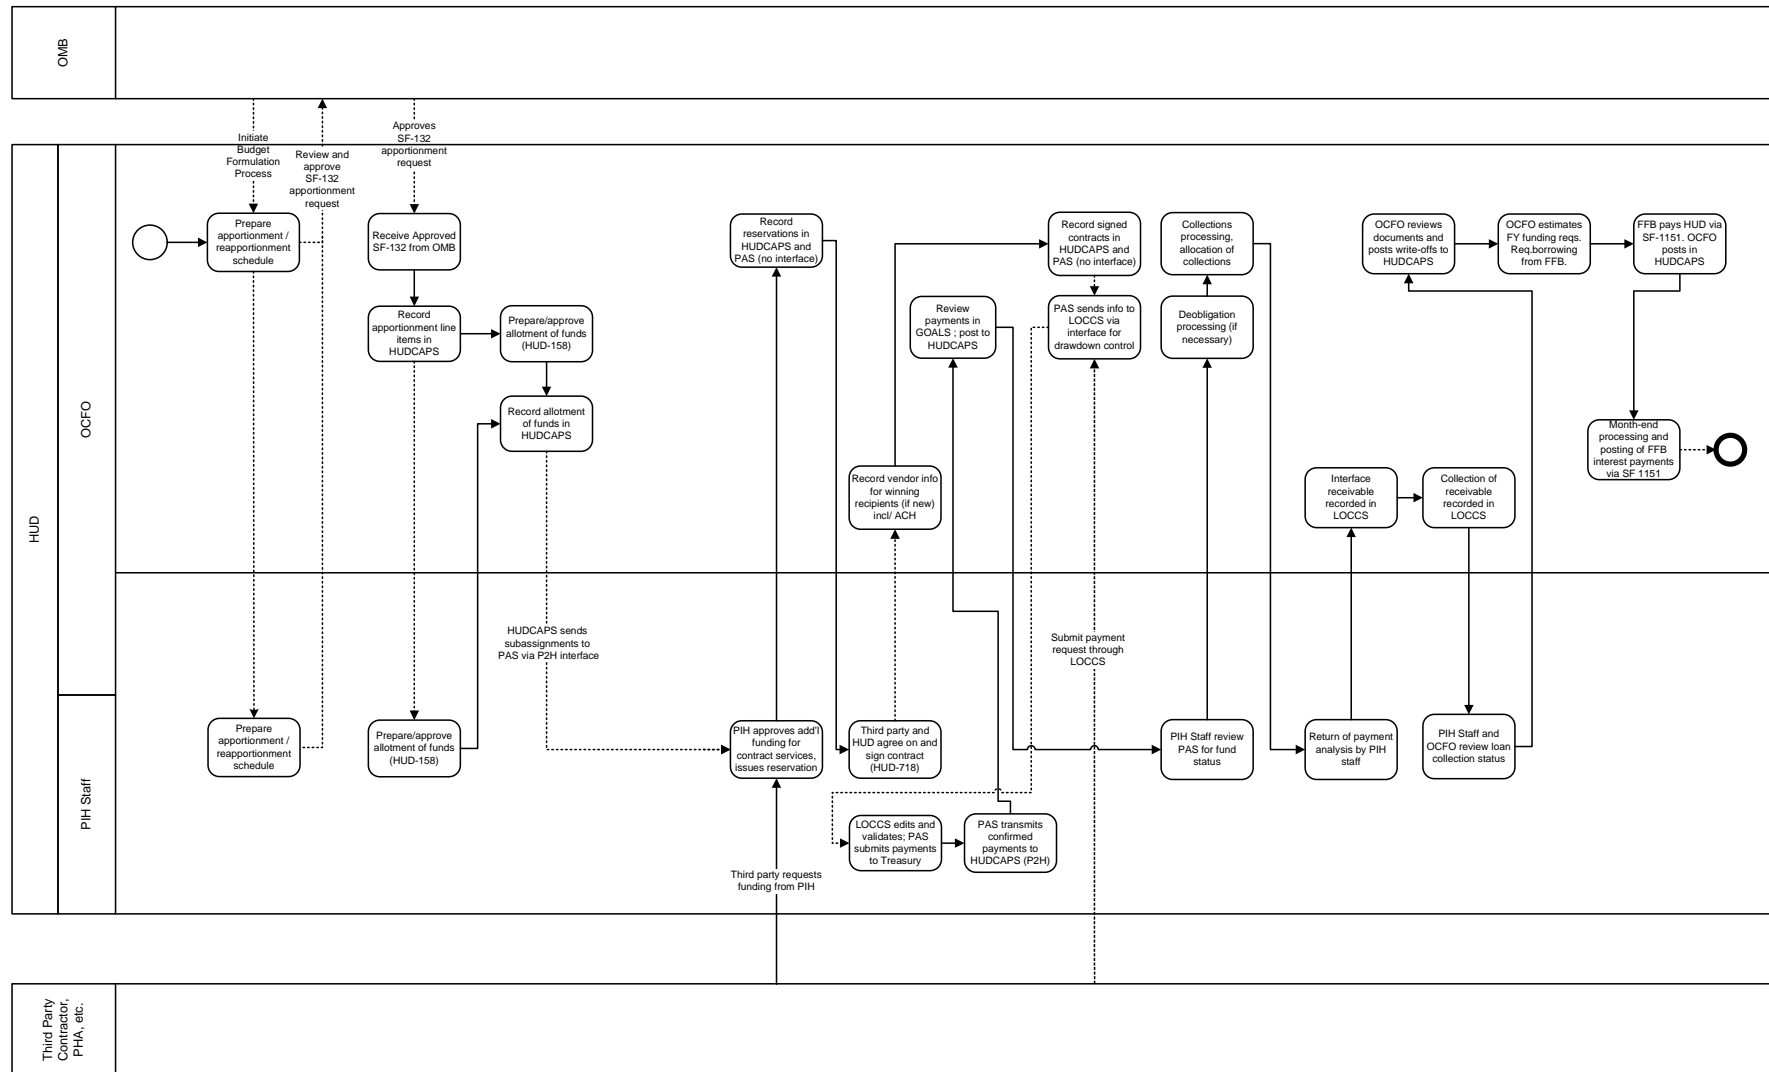 OMB
Initiate
Budget
Formulation
Process
Review and
approve
SF-132
apportionment
request
Approves
SF-132
apportionment
request
HUD
OCFO
Prepare
apportionment /
reapportionment
schedule
Receive Approved
SF-132 from OMB
Record
apportionment line
items in
HUDCAPS
Prepare/approve
allotment of funds
(HUD-158)
Record allotment
of funds in
HUDCAPS
Record
reservations in
HUDCAPS and
PAS (no interface)
Record vendor info
for winning
recipients (if new)
incl/ ACH
Review
payments in
GOALS ; post to
HUDCAPS
Record signed
contracts in
HUDCAPS and
PAS (no interface)
PAS sends info to
LOCCS via
interface for
drawdown control
Collections
processing,
allocation of
collections
Deobligation
processing (if
necessary)
Interface
receivable
recorded in
LOCCS
Collection of
receivable
recorded in
LOCCS
OCFO reviews
documents and
posts write-offs to
HUDCAPS
OCFO estimates
FY funding reqs.
Req.borrowing
from FFB.
FFB pays HUD via
SF-1151. OCFO
posts in
HUDCAPS
Month-end
processing and
posting of FFB
interest payments
via SF 1151
HUDCAPS sends
subassignments to
PAS via P2H interface
Submit payment
request through
LOCCS
PIH Staff
Prepare
apportionment /
reapportionment
schedule
Prepare/approve
allotment of funds
(HUD-158)
PIH approves add'l
funding for
contract services,
issues reservation
Third party and
HUD agree on and
sign contract
(HUD-718)
LOCCS edits and
validates; PAS
submits payments
to Treasury
PAS transmits
confirmed
payments to
HUDCAPS (P2H)
PIH Staff review
PAS for fund
status
Return of payment
analysis by PIH
staff
PIH Staff and
OCFO review loan
collection status
Third party requests
funding from PIH
Third Party
Contractor,
PHA, etc.